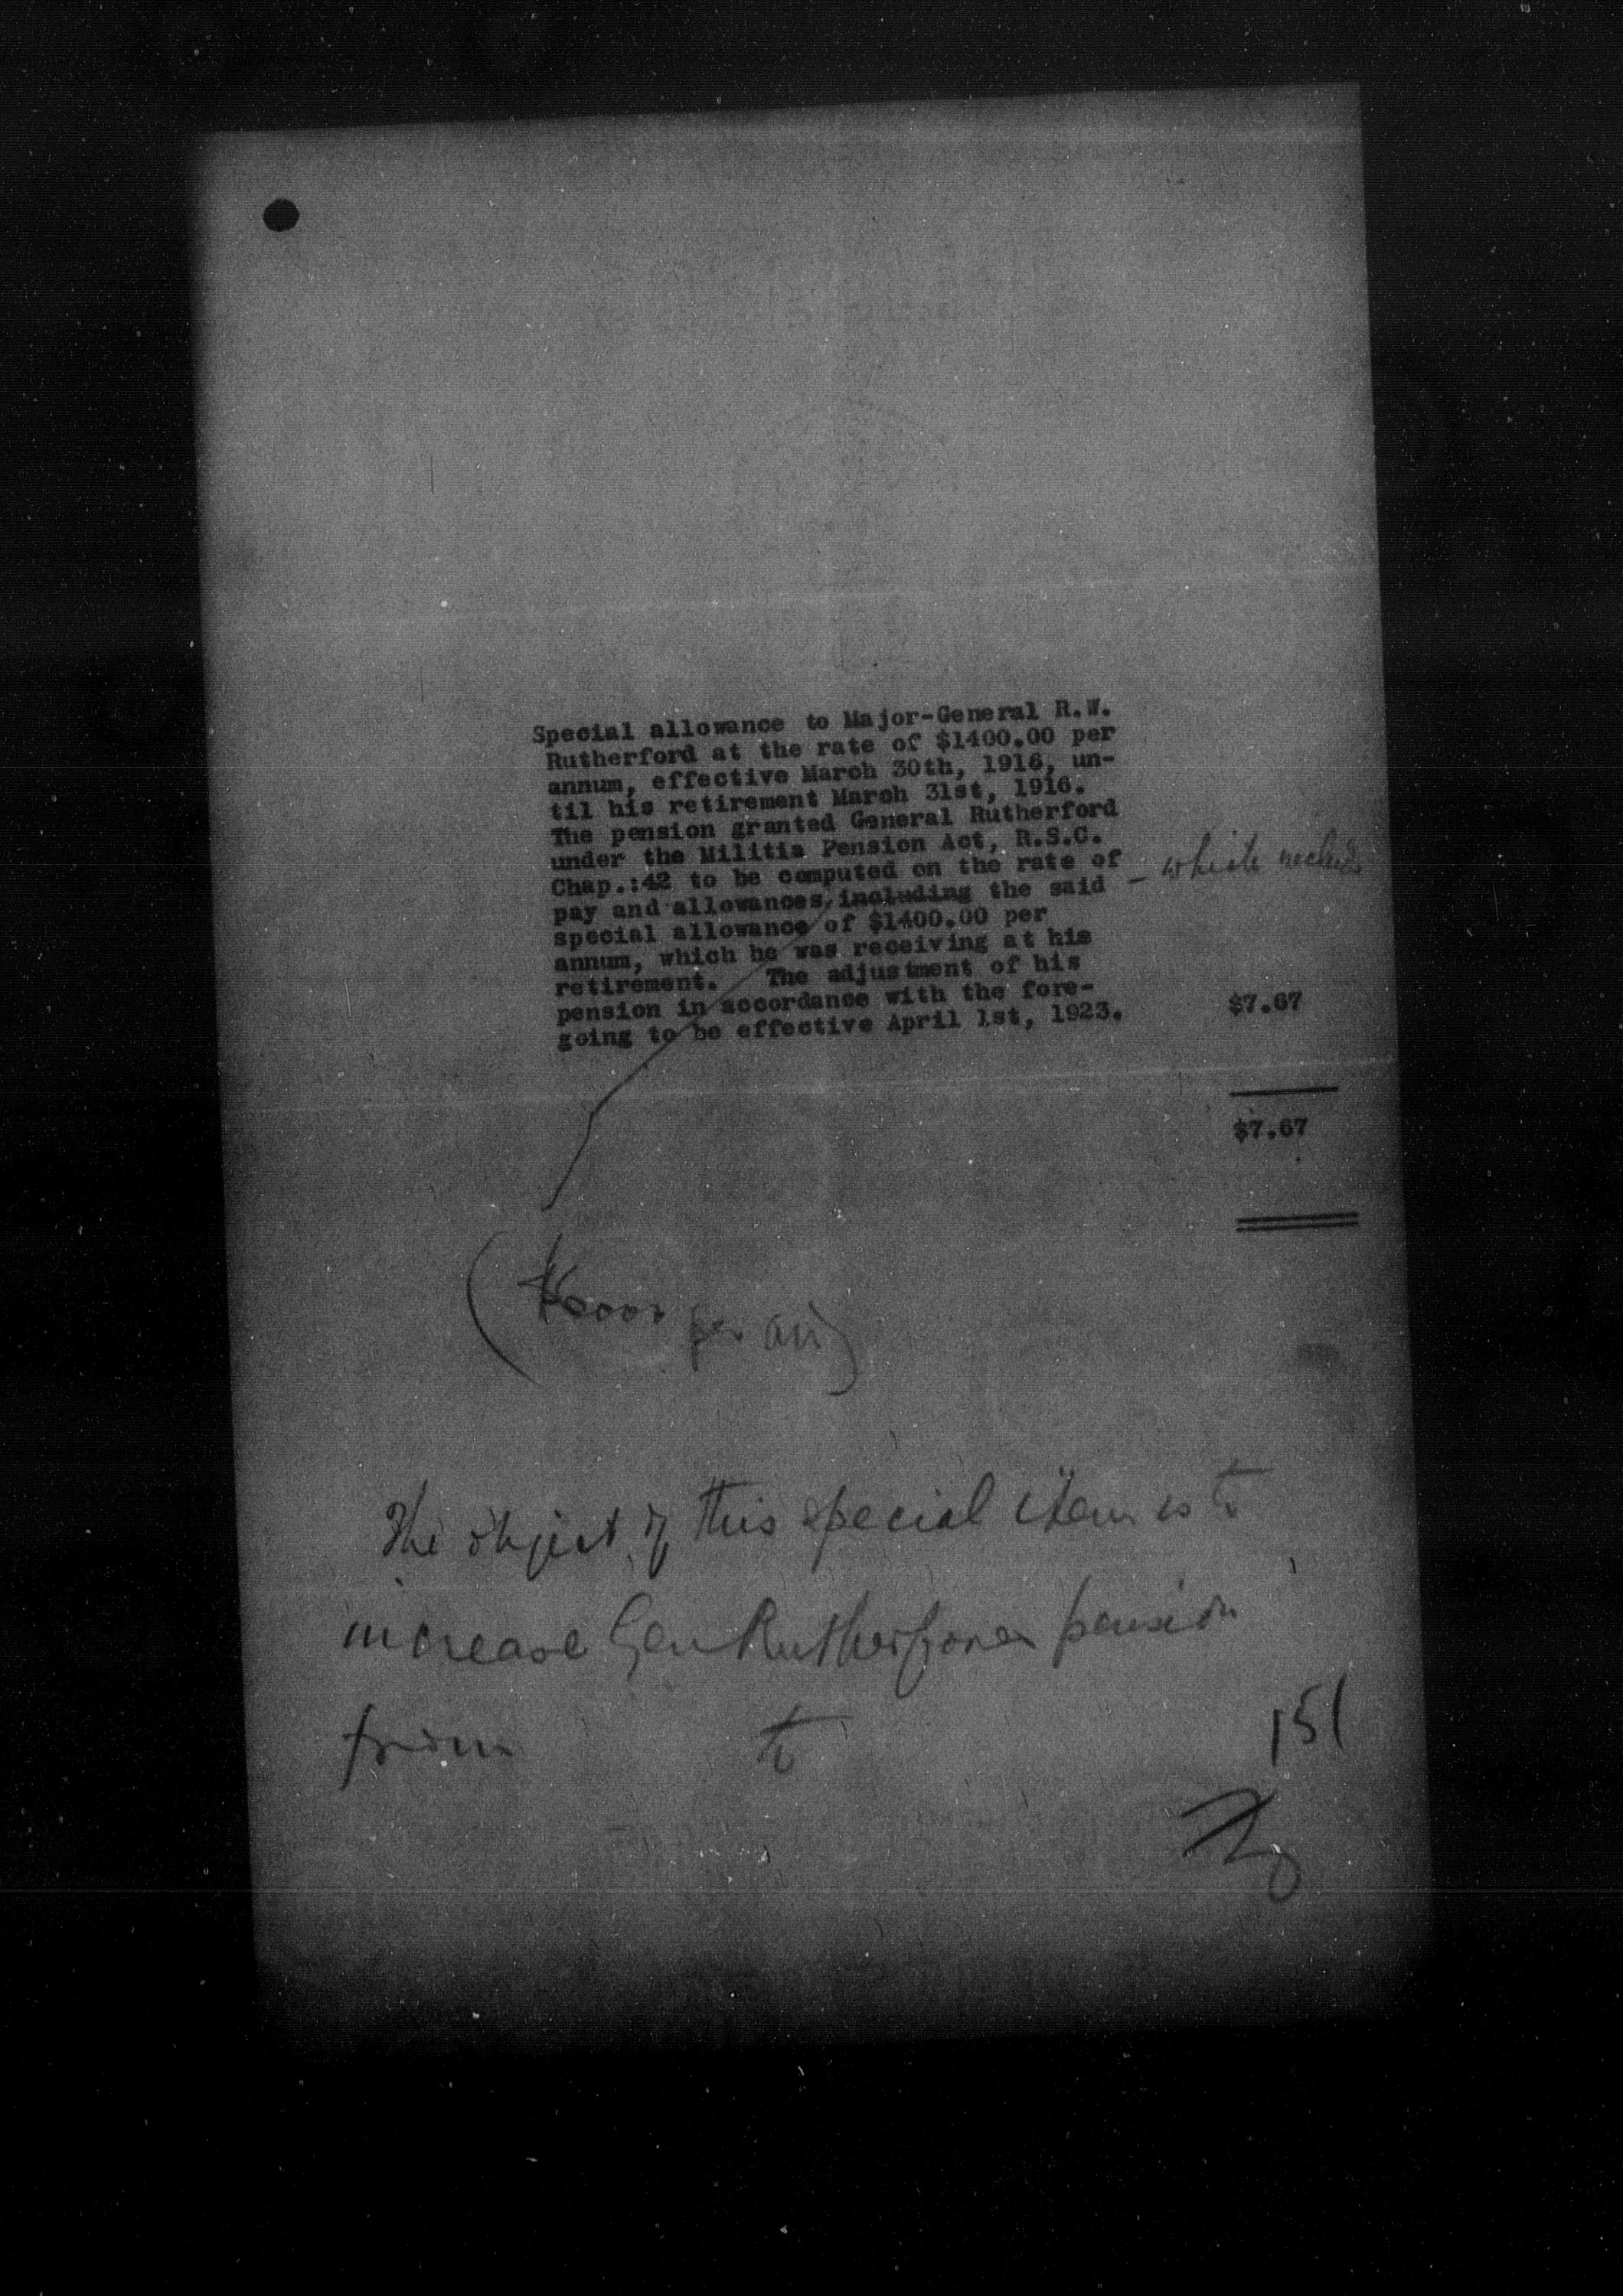 Special allowance to Major-General R.W.
Rutherford at the rate of $1400.00 per
annum, effective March 30th, 1916, un-
til his retirement March 31st, 1916.
The pension granted General Rutherford
under the Militia Pension Act, R.S.C.
Chap.:42 to be computed on the rate of
pay and allowances, including the said – which includes
special allowance of $1400.00 per
annum, which he was receiving at his
retirement. The adjustment of his
pension in accordance with the fore-
going to be effective April 1st, 1923. $7.67
$7.67
( per an)
The object of this special item is to
increase Gen Rutherfords pension
from to
151